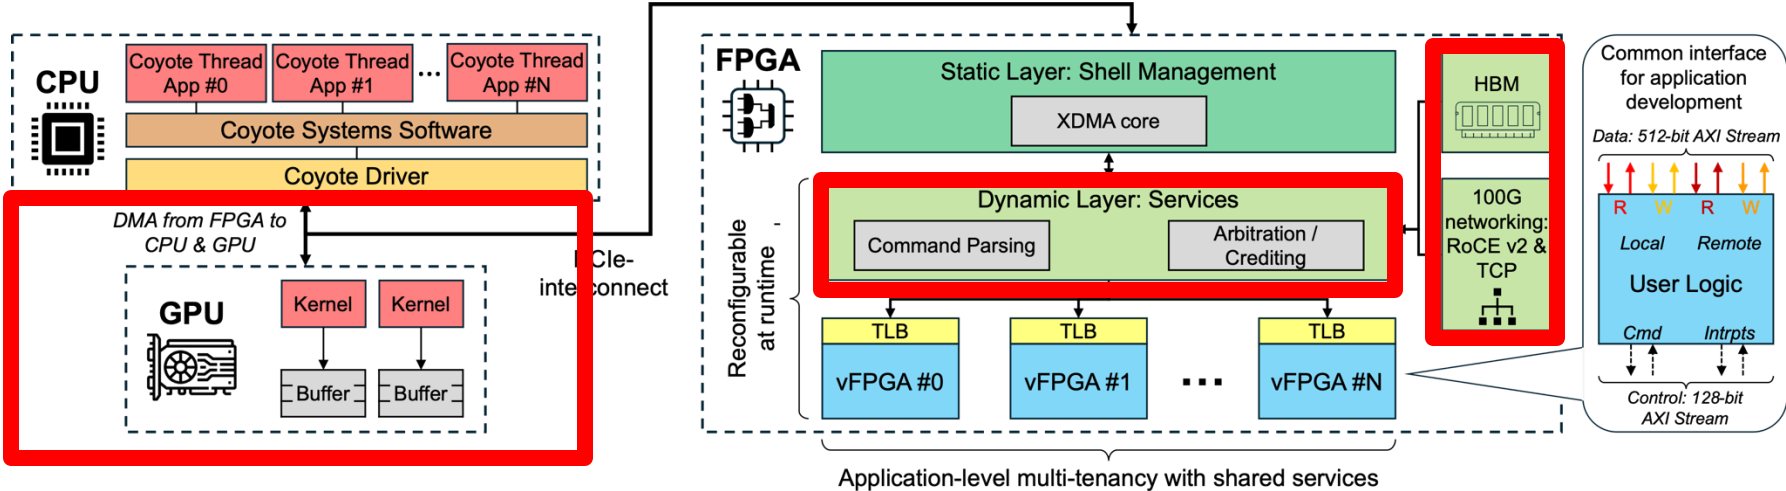 CPU
Coyote Thread
App #0
Coyote Thread
App #1
...
Coyote Thread
App #N
Coyote Systems Software
Coyote Driver
DMA from FPGA to
CPU & GPU
GPU
Kernel
Kernel
Buffer
Buffer
CIe-
interconnect
FPGA
Static Layer: Shell Management
XDMA core
Reconfigurable
at runtime
Dynamic Layer: Services
Command Parsing
Arbitration /
Crediting
TLB
vFPGA #0
TLB
vFPGA #1
...
TLB
vFPGA #N
Application-level multi-tenancy with shared services
HBM
100G
networking:
RoCE v2 &
TCP
Common interface
for application
development
Data: 512-bit AXI Stream
R W R W
Local Remote
User Logic
Cmd Intrpts
Control: 128-bit
AXI Stream